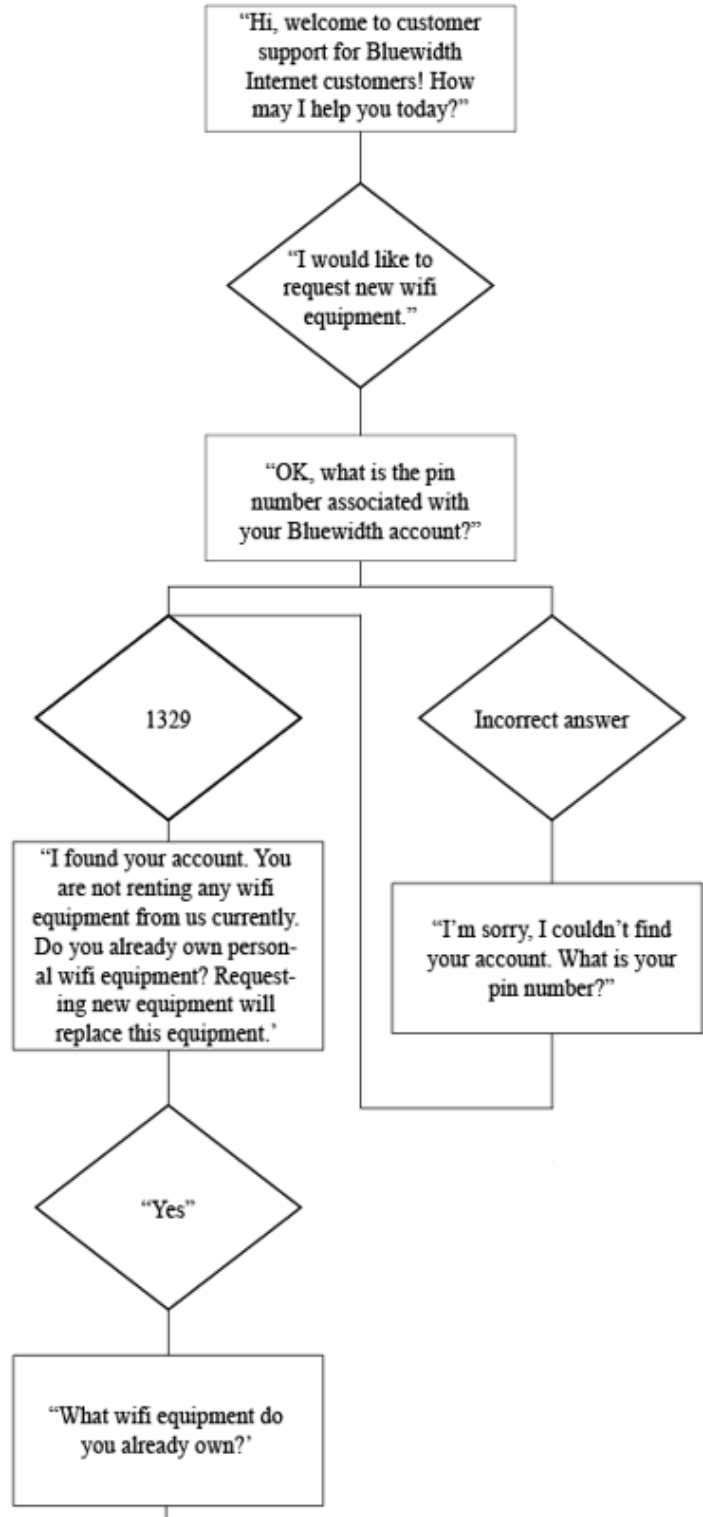 “Hi, welcome to customer
support for Bluewidth
Internet customers! How
may I help you today?”
“I would like to
request new wifi
equipment.”
“OK, what is the pin
number associated with
your Bluewidth account?”
1329
Incorrect answer
“I found your account. You
are not renting any wifi
equipment from us currently.
Do you already own person-
al wifi equipment? Request-
ing new equipment will
replace this equipment.’
“I’m sorry, I couldn’t find
your account. What is your
pin number?”
“Yes”
“What wifi equipment do
you already own?’